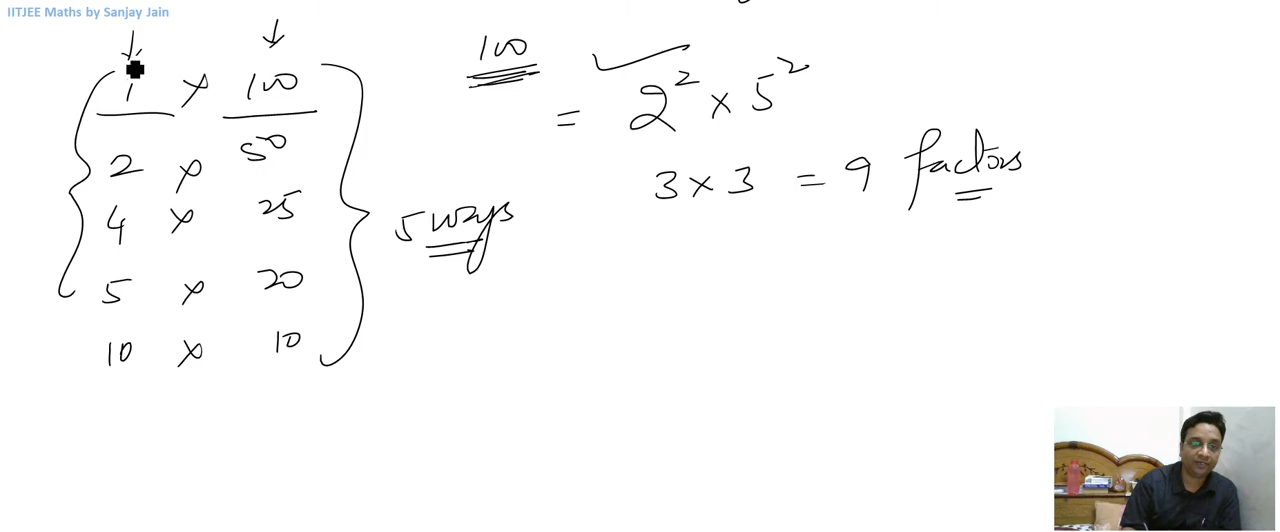 IITJEE Maths by Sanjay Jain
1 × 100
2 × 50
4 × 25
5 × 20
10 × 10
5 ways
100
= 2² × 5²
3 × 3 = 9 factors